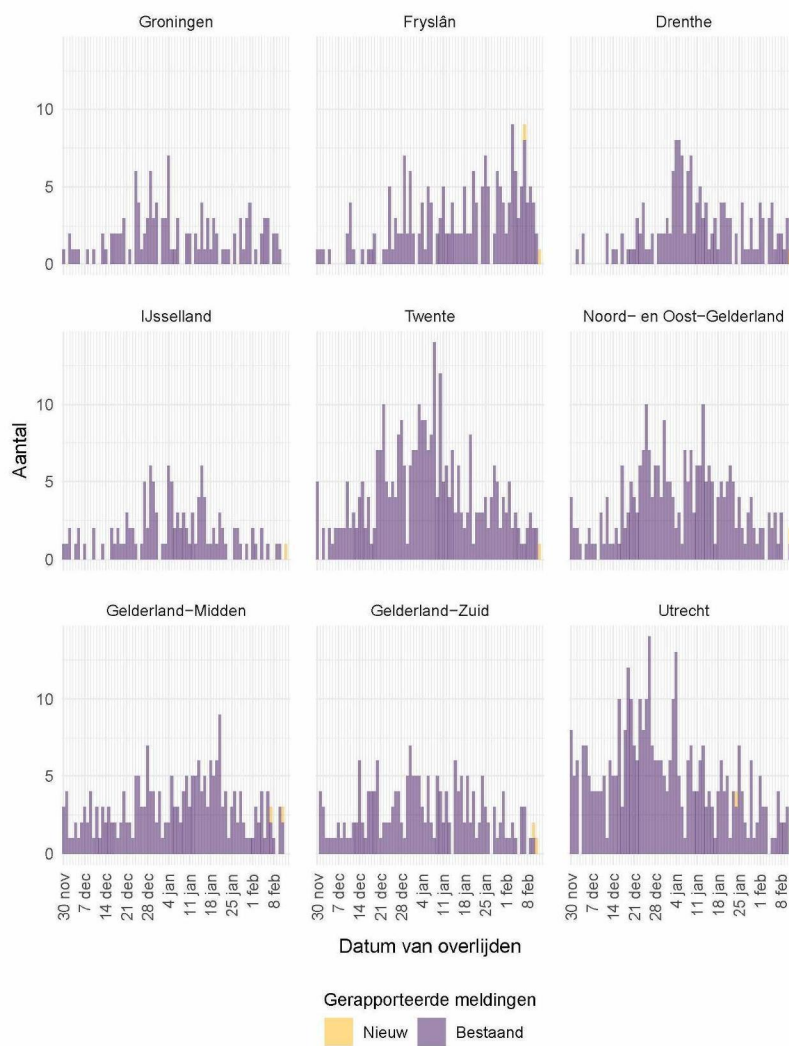 Groningen
Fryslân
Drenthe
10
5
0
IJsselland
Twente
Noord- en Oost-Gelderland
10
5
0
Gelderland-Midden
Gelderland-Zuid
Utrecht
10
5
0
Aantal
30 nov
7 dec
14 dec
21 dec
28 dec
4 jan
11 jan
18 jan
25 jan
1 feb
8 feb
30 nov
7 dec
14 dec
21 dec
28 dec
4 jan
11 jan
18 jan
25 jan
1 feb
8 feb
30 nov
7 dec
14 dec
21 dec
28 dec
4 jan
11 jan
18 jan
25 jan
1 feb
8 feb
Datum van overlijden
Gerapporteerde meldingen
Nieuw
Bestaand